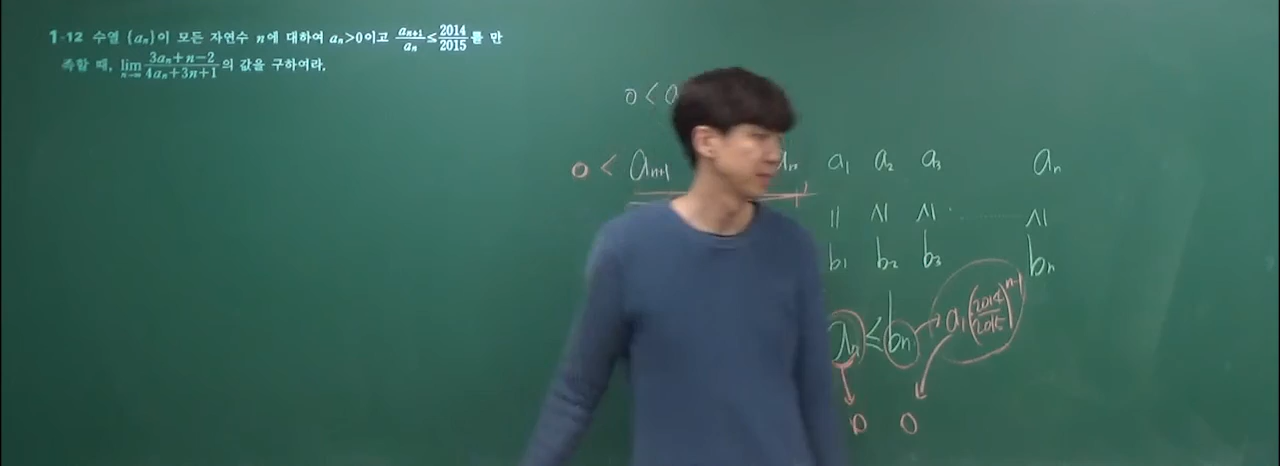 1-12 수열 {aₙ}이 모든 자연수 n에 대하여 aₙ>0이고 aₙ₊₁/aₙ ≤ 2014/2015 를 만
족할 때, lim n→∞ (3aₙ+n-2)/(4aₙ+3n+1) 의 값을 구하여라.
0 <
0 < aₙ₊₁ a₁ a₂ a₃ aₙ
|| ∧| ∧| ∧|
b₁ b₂ b₃ bₙ
aₙ ≤ bₙ → a₁(2014/2015)ⁿ⁻¹
0 0